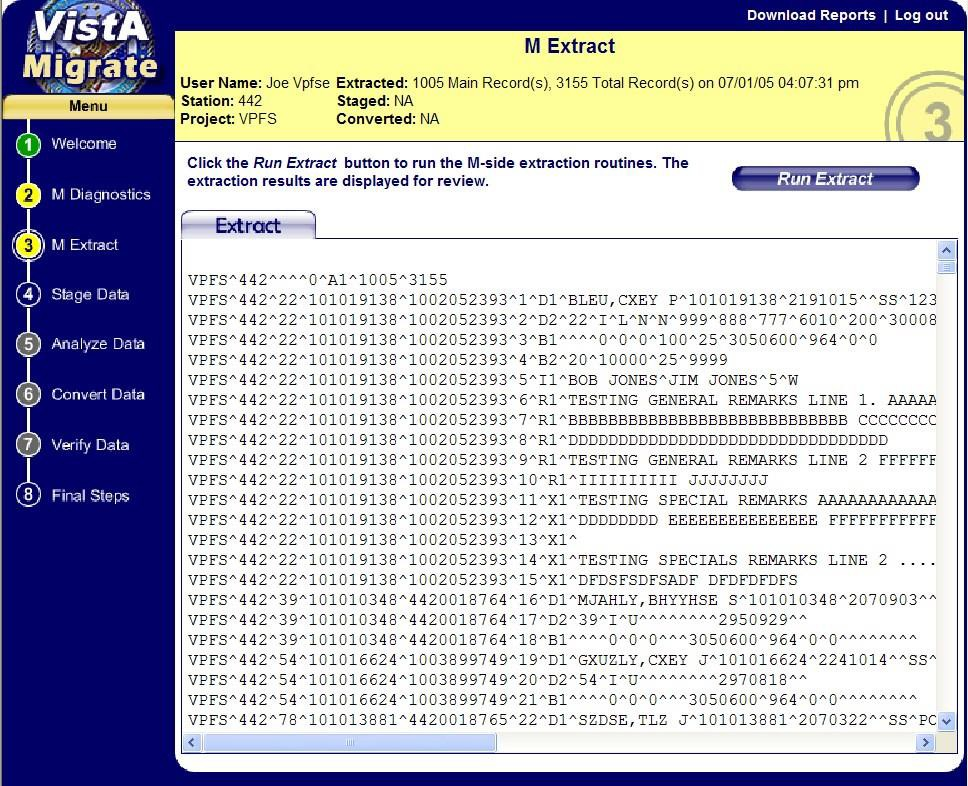 VistA
Migrate
Download Reports | Log out
M Extract
User Name: Joe Vpfse Extracted: 1005 Main Record(s), 3155 Total Record(s) on 07/01/05 04:07:31 pm
Station: 442 Staged: NA
Project: VPFS Converted: NA
3
Menu
1 Welcome
2 M Diagnostics
3 M Extract
4 Stage Data
5 Analyze Data
6 Convert Data
7 Verify Data
8 Final Steps
Click the Run Extract button to run the M-side extraction routines. The
extraction results are displayed for review.
Run Extract
Extract
VPFS^442^^^^0^A1^1005^3155
VPFS^442^22^101019138^1002052393^1^D1^BLEU,CXEY P^101019138^2191015^^SS^123
VPFS^442^22^101019138^1002052393^2^D2^22^I^L^N^N^999^888^777^6010^200^30008
VPFS^442^22^101019138^1002052393^3^B1^^^^0^0^0^100^25^3050600^964^0^0
VPFS^442^22^101019138^1002052393^4^B2^20^10000^25^9999
VPFS^442^22^101019138^1002052393^5^I1^BOB JONES^JIM JONES^5^W
VPFS^442^22^101019138^1002052393^6^R1^TESTING GENERAL REMARKS LINE 1. AAAAA
VPFS^442^22^101019138^1002052393^7^R1^BBBBBBBBBBBBBBBBBBBBBBBBBBBB CCCCCCCC
VPFS^442^22^101019138^1002052393^8^R1^DDDDDDDDDDDDDDDDDDDDDDDDDDDDDDDD
VPFS^442^22^101019138^1002052393^9^R1^TESTING GENERAL REMARKS LINE 2 FFFFFF
VPFS^442^22^101019138^1002052393^10^R1^IIIIIIIIII JJJJJJJJ
VPFS^442^22^101019138^1002052393^11^X1^TESTING SPECIAL REMARKS AAAAAAAAAAAA
VPFS^442^22^101019138^1002052393^12^X1^DDDDDDDD EEEEEEEEEEEEEEE FFFFFFFFFFF
VPFS^442^22^101019138^1002052393^13^X1^
VPFS^442^22^101019138^1002052393^14^X1^TESTING SPECIALS REMARKS LINE 2 ....
VPFS^442^22^101019138^1002052393^15^X1^DFDSFSDFSADF DFDFDFDFS
VPFS^442^39^101010348^4420018764^16^D1^MJAHLY,BHYYHSE S^101010348^2070903^^
VPFS^442^39^101010348^4420018764^17^D2^39^I^U^^^^^^^^2950929^^
VPFS^442^39^101010348^4420018764^18^B1^^^^0^0^0^^^3050600^964^0^0^^^^^^^^
VPFS^442^54^101016624^1003899749^19^D1^GXUZLY,CXEY J^101016624^2241014^^SS^
VPFS^442^54^101016624^1003899749^20^D2^54^I^U^^^^^^^^2970818^^
VPFS^442^54^101016624^1003899749^21^B1^^^^0^0^0^^^3050600^964^0^0^^^^^^^^
VPFS^442^78^101013881^4420018765^22^D1^SZDSE,TLZ J^101013881^2070322^^SS^PO